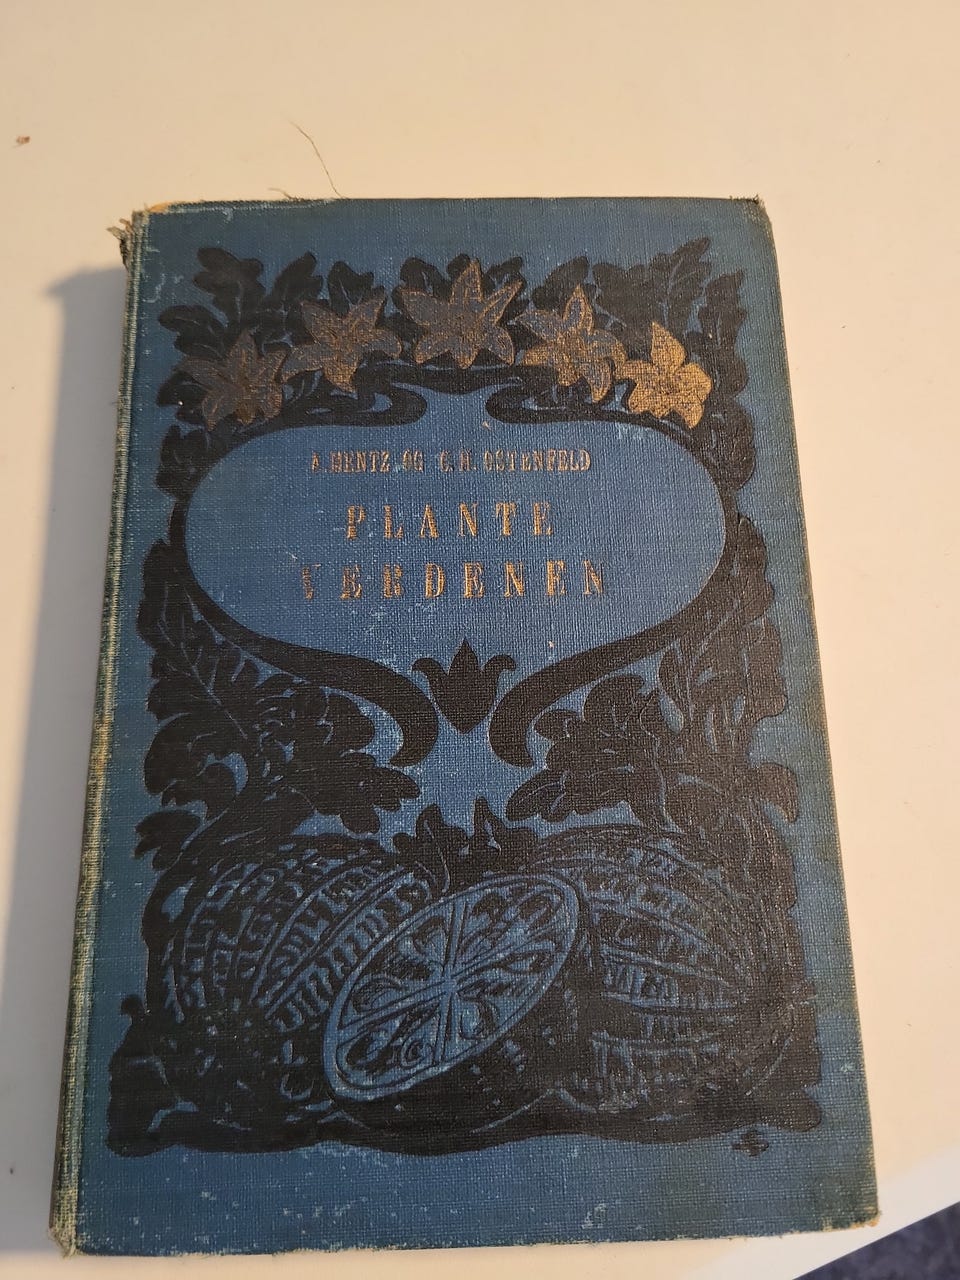 A. MENTZ OG C. H. OSTENFELD
PLANTE
VERDENEN